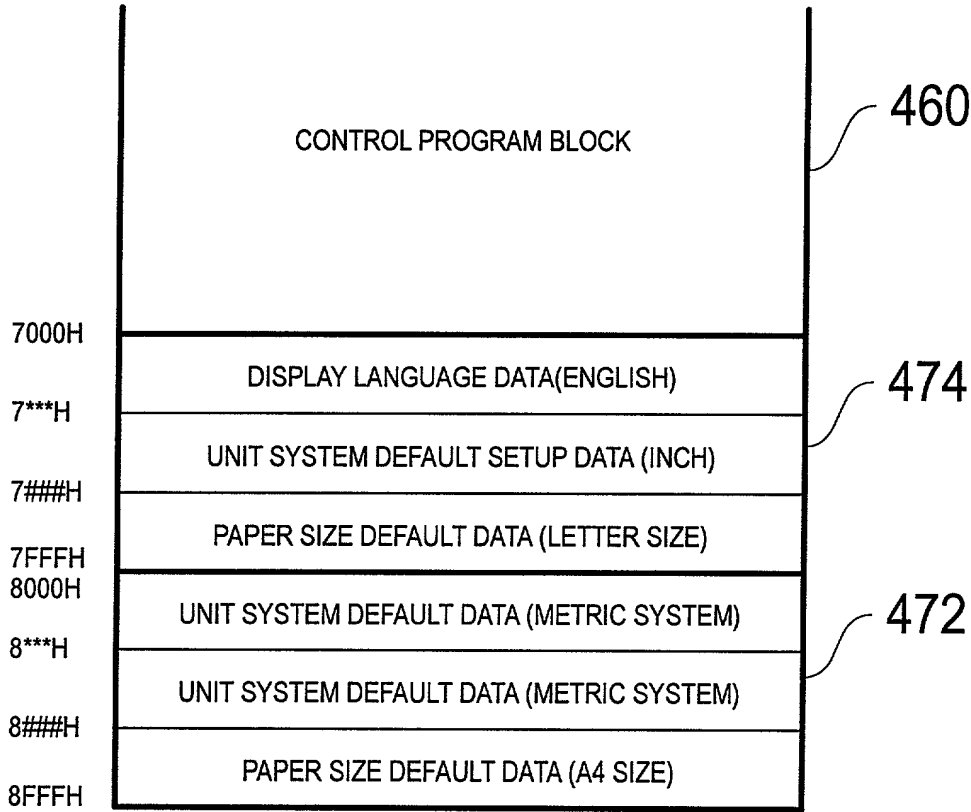 CONTROL PROGRAM BLOCK
460
7000H
DISPLAY LANGUAGE DATA(ENGLISH)
474
7***H
UNIT SYSTEM DEFAULT SETUP DATA (INCH)
7###H
PAPER SIZE DEFAULT DATA (LETTER SIZE)
7FFFH
8000H
UNIT SYSTEM DEFAULT DATA (METRIC SYSTEM)
472
8***H
UNIT SYSTEM DEFAULT DATA (METRIC SYSTEM)
8###H
PAPER SIZE DEFAULT DATA (A4 SIZE)
8FFFH